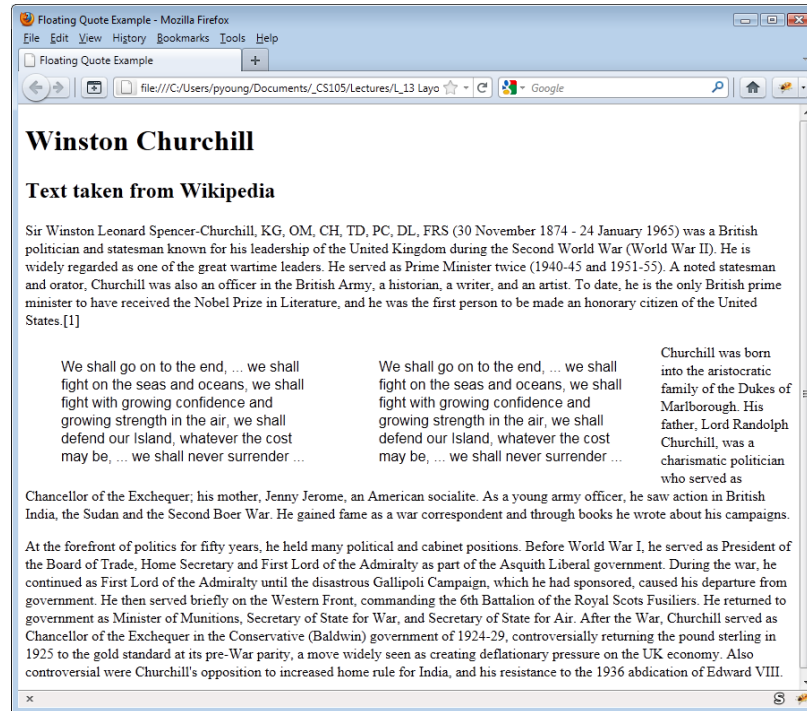 Floating Quote Example - Mozilla Firefox
File Edit View History Bookmarks Tools Help
Floating Quote Example
file:///C:/Users/pyoung/Documents/_CS105/Lectures/L_13 Layo
Google
Winston Churchill
Text taken from Wikipedia
Sir Winston Leonard Spencer-Churchill, KG, OM, CH, TD, PC, DL, FRS (30 November 1874 - 24 January 1965) was a British
politician and statesman known for his leadership of the United Kingdom during the Second World War (World War II). He is
widely regarded as one of the great wartime leaders. He served as Prime Minister twice (1940-45 and 1951-55). A noted statesman
and orator, Churchill was also an officer in the British Army, a historian, a writer, and an artist. To date, he is the only British prime
minister to have received the Nobel Prize in Literature, and he was the first person to be made an honorary citizen of the United
States.[1]
We shall go on to the end, ... we shall
fight on the seas and oceans, we shall
fight with growing confidence and
growing strength in the air, we shall
defend our Island, whatever the cost
may be, ... we shall never surrender ...
We shall go on to the end, ... we shall
fight on the seas and oceans, we shall
fight with growing confidence and
growing strength in the air, we shall
defend our Island, whatever the cost
may be, ... we shall never surrender ...
Churchill was born
into the aristocratic
family of the Dukes of
Marlborough. His
father, Lord Randolph
Churchill, was a
charismatic politician
who served as
Chancellor of the Exchequer; his mother, Jenny Jerome, an American socialite. As a young army officer, he saw action in British
India, the Sudan and the Second Boer War. He gained fame as a war correspondent and through books he wrote about his campaigns.
At the forefront of politics for fifty years, he held many political and cabinet positions. Before World War I, he served as President of
the Board of Trade, Home Secretary and First Lord of the Admiralty as part of the Asquith Liberal government. During the war, he
continued as First Lord of the Admiralty until the disastrous Gallipoli Campaign, which he had sponsored, caused his departure from
government. He then served briefly on the Western Front, commanding the 6th Battalion of the Royal Scots Fusiliers. He returned to
government as Minister of Munitions, Secretary of State for War, and Secretary of State for Air. After the War, Churchill served as
Chancellor of the Exchequer in the Conservative (Baldwin) government of 1924-29, controversially returning the pound sterling in
1925 to the gold standard at its pre-War parity, a move widely seen as creating deflationary pressure on the UK economy. Also
controversial were Churchill's opposition to increased home rule for India, and his resistance to the 1936 abdication of Edward VIII.